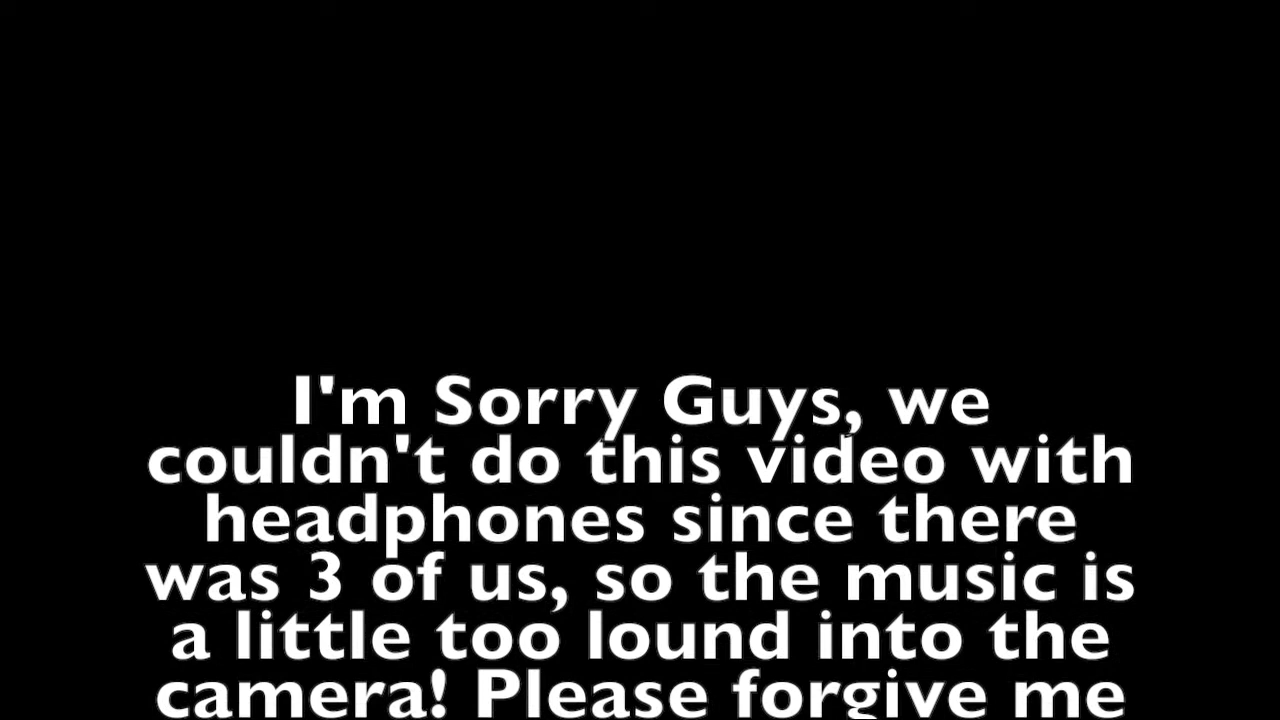 I'm Sorry Guys, we
couldn't do this video with
headphones since there
was 3 of us, so the music is
a little too lound into the
camera! Please forgive me